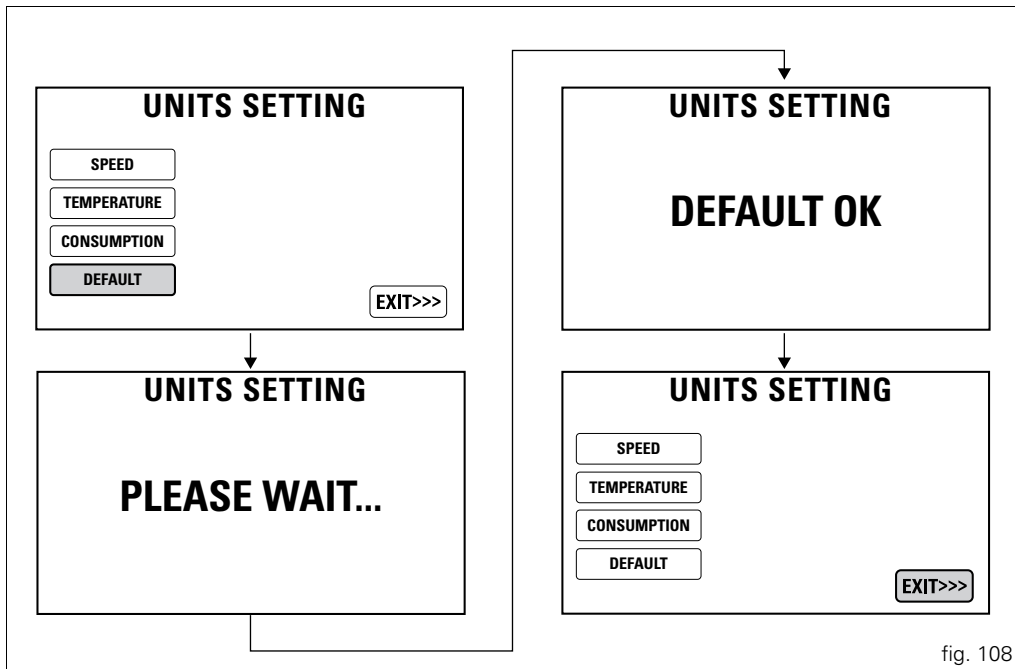 UNITS SETTING
SPEED
TEMPERATURE
CONSUMPTION
DEFAULT
EXIT>>>
UNITS SETTING
PLEASE WAIT...
UNITS SETTING
DEFAULT OK
UNITS SETTING
SPEED
TEMPERATURE
CONSUMPTION
DEFAULT
EXIT>>>
fig. 108